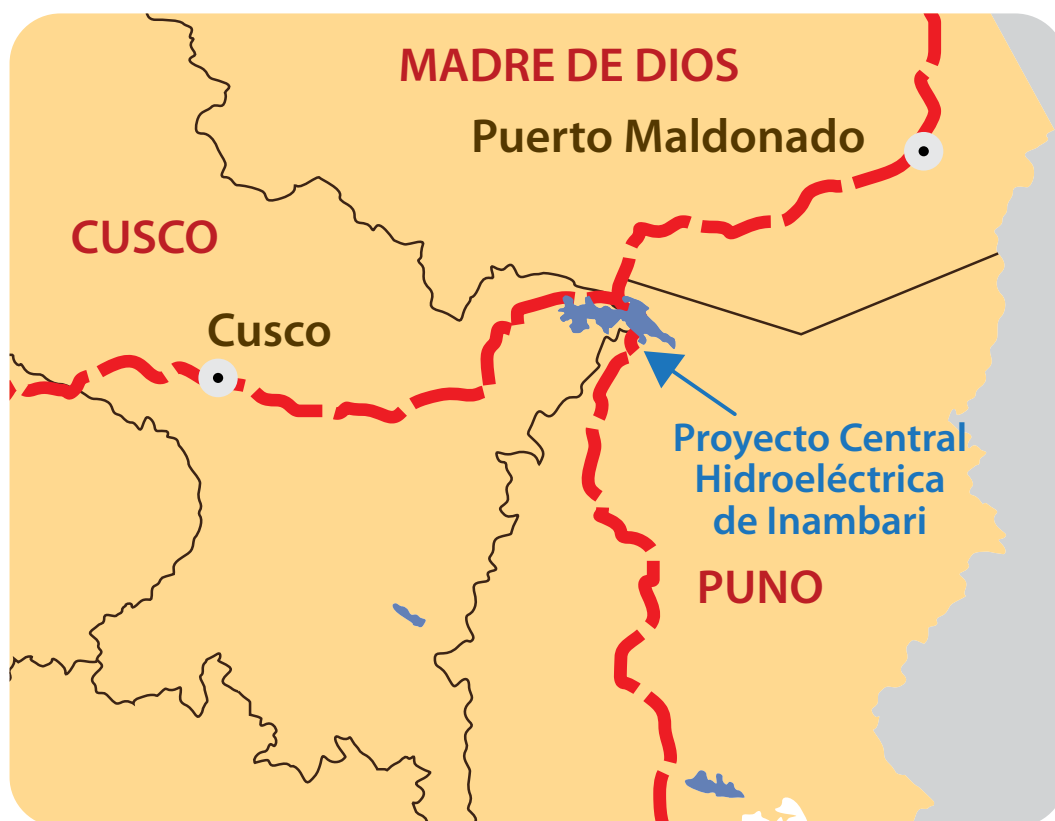 MADRE DE DIOS
Puerto Maldonado
CUSCO
Cusco
Proyecto Central
Hidroeléctrica
de Inambari
PUNO